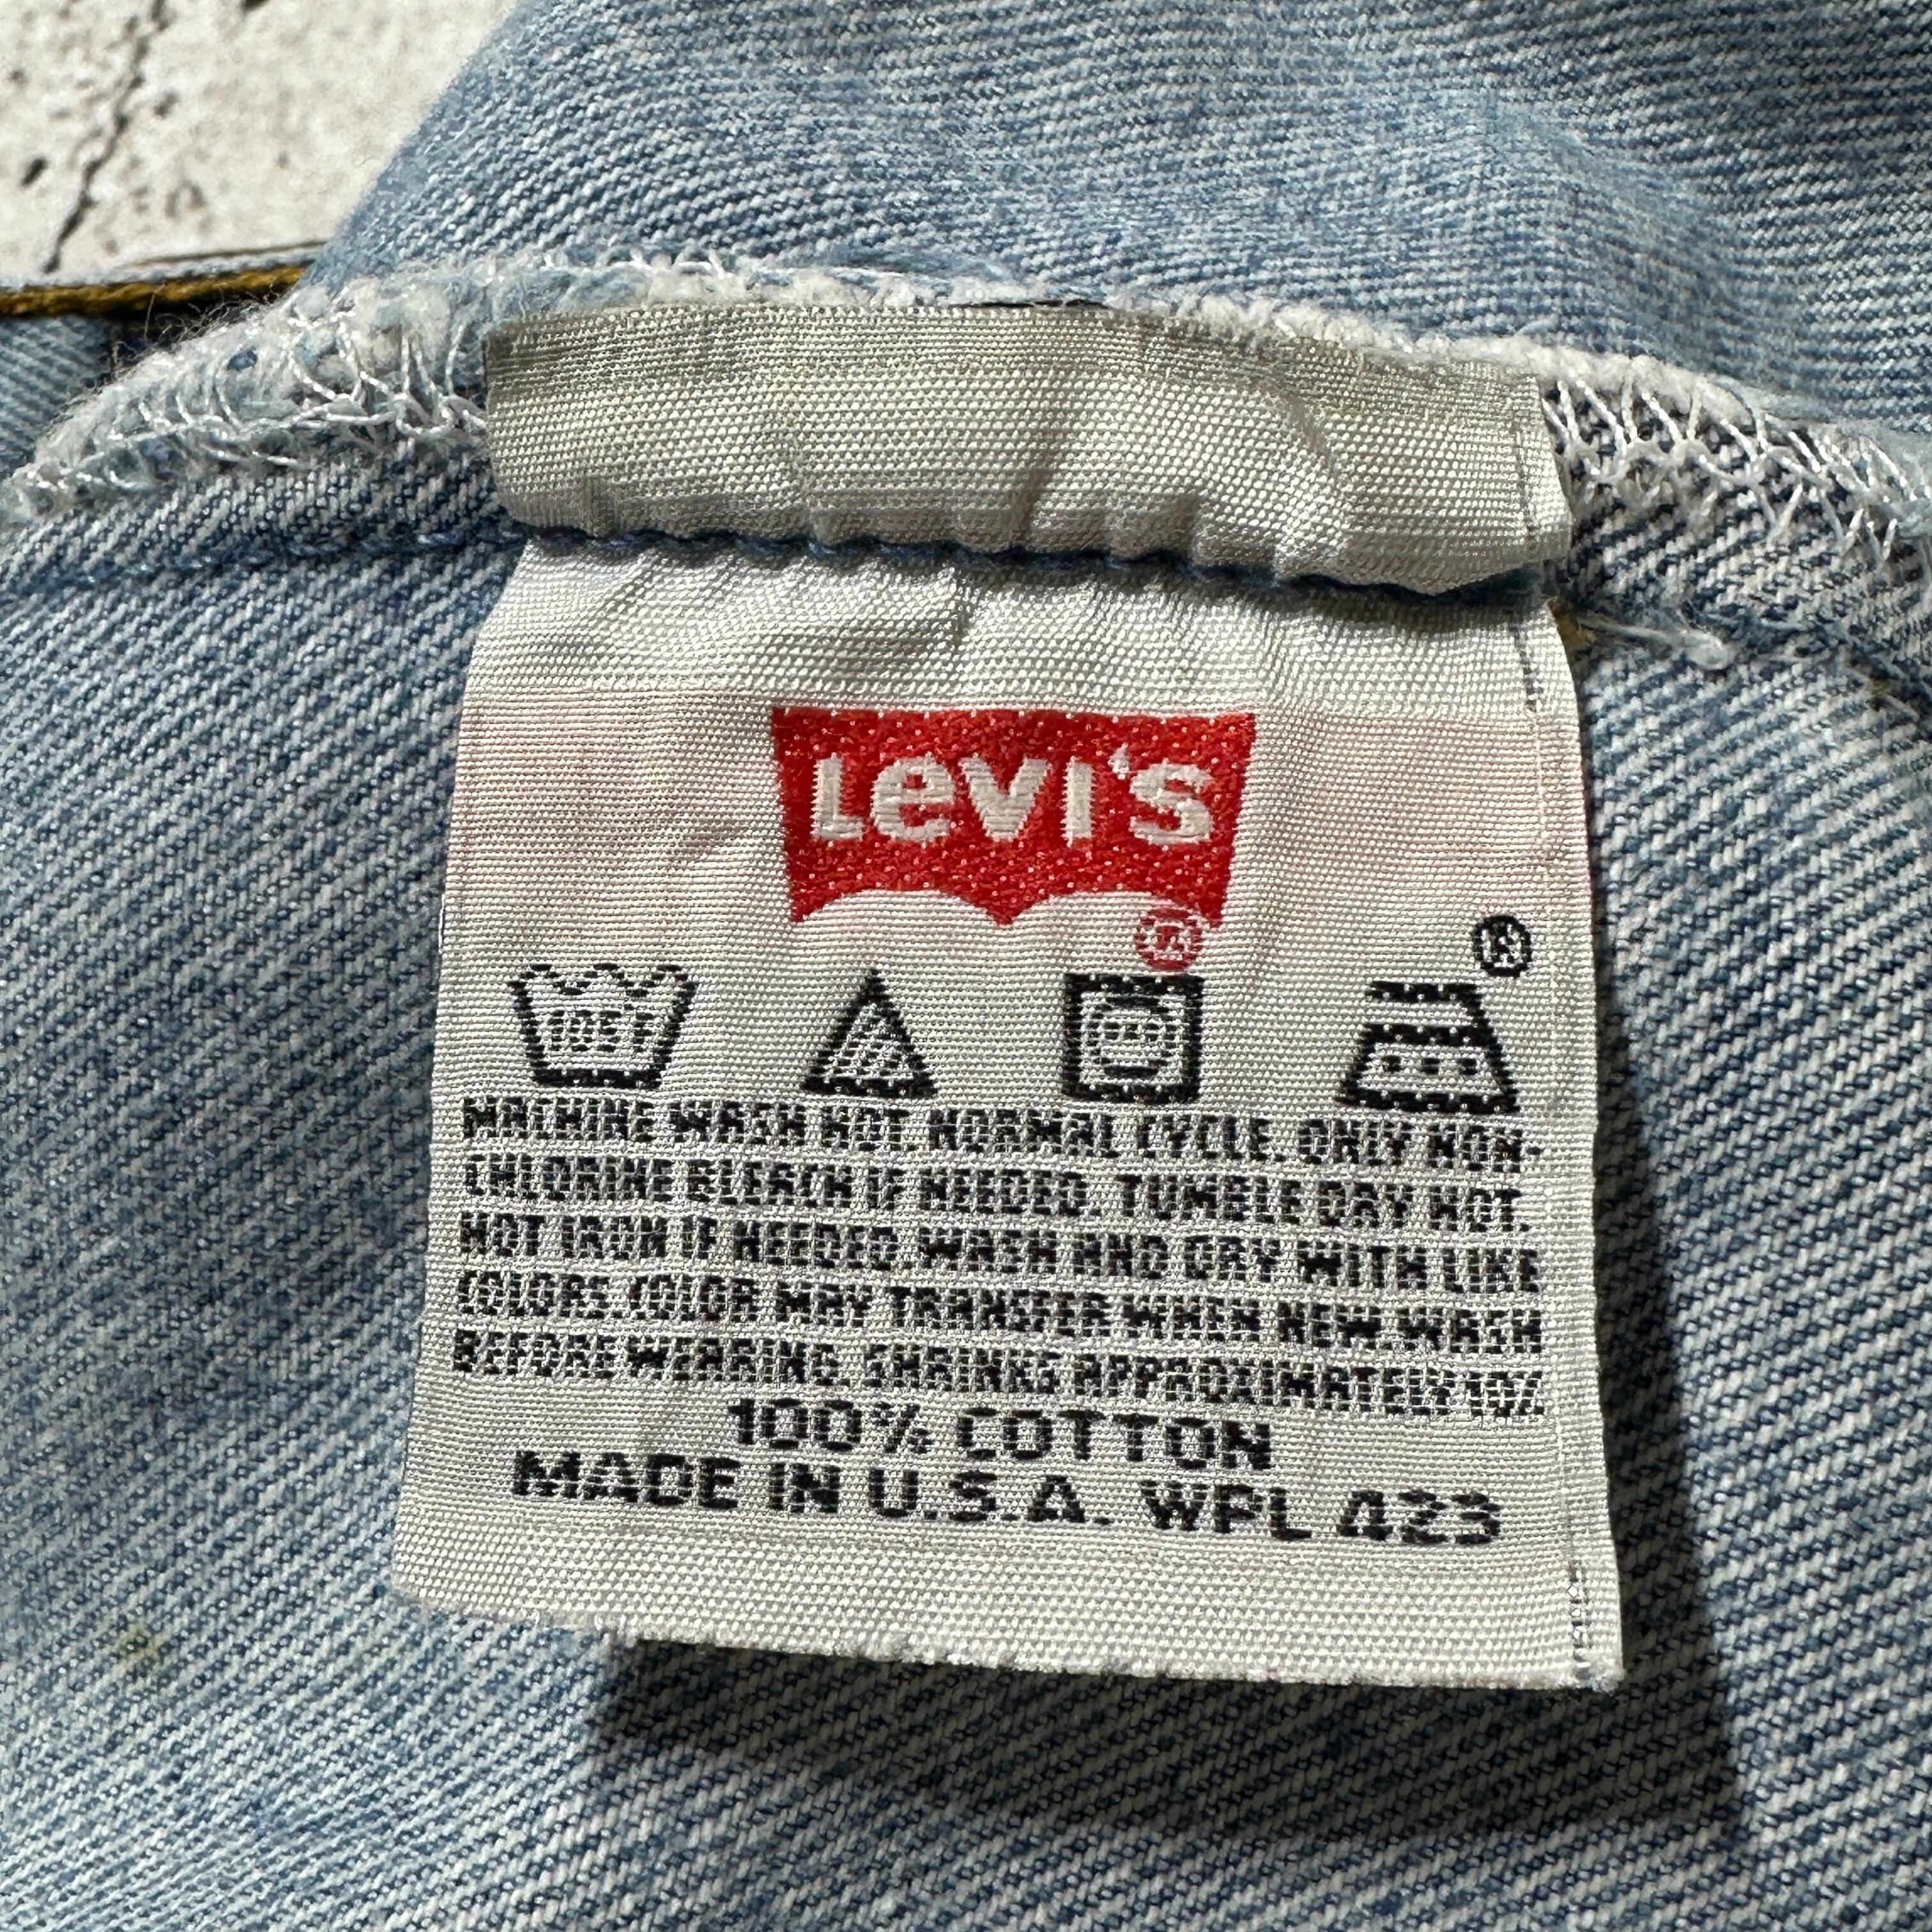 Levi's
®
®
105F
MACHINE WASH HOT. NORMAL CYCLE. ONLY NON-
CHLORINE BLEACH IF NEEDED. TUMBLE DRY HOT.
HOT IRON IF NEEDED. WASH AND DRY WITH LIKE
COLORS. COLOR MAY TRANSFER WHEN NEW. WASH
BEFORE WEARING. SHRINKS APPROXIMATELY 10%
100% COTTON
MADE IN U.S.A. WPL 423